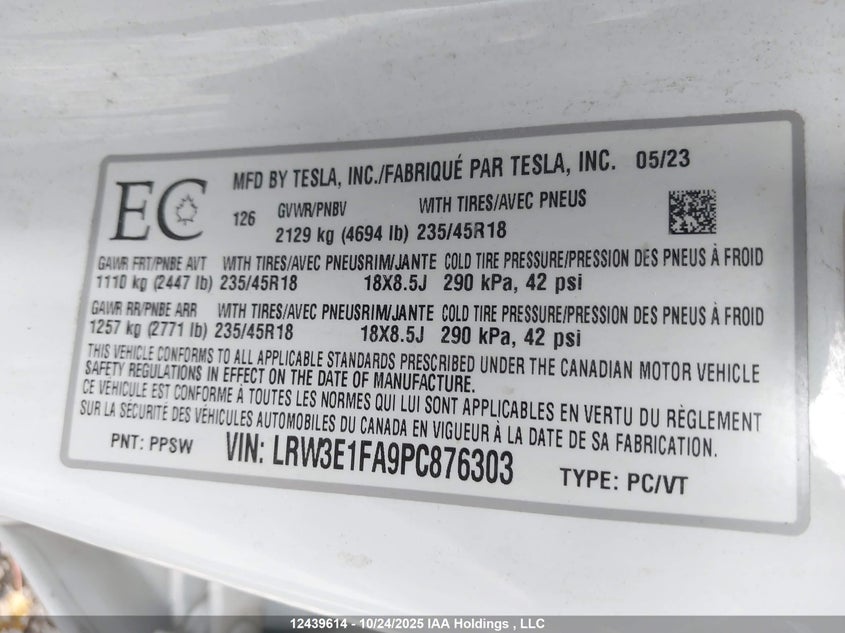 EC
MFD BY TESLA, INC./FABRIQUÉ PAR TESLA, INC. 05/23
126 GVWR/PNBV WITH TIRES/AVEC PNEUS
2129 kg (4694 lb) 235/45R18
GAWR FRT/PNBE AVT WITH TIRES/AVEC PNEUS RIM/JANTE COLD TIRE PRESSURE/PRESSION DES PNEUS À FROID
1110 kg (2447 lb) 235/45R18 18X8.5J 290 kPa, 42 psi
GAWR RR/PNBE ARR WITH TIRES/AVEC PNEUS RIM/JANTE COLD TIRE PRESSURE/PRESSION DES PNEUS À FROID
1257 kg (2771 lb) 235/45R18 18X8.5J 290 kPa, 42 psi
THIS VEHICLE CONFORMS TO ALL APPLICABLE STANDARDS PRESCRIBED UNDER THE CANADIAN MOTOR VEHICLE
SAFETY REGULATIONS IN EFFECT ON THE DATE OF MANUFACTURE.
CE VÉHICULE EST CONFORME À TOUTES LES NORMES QUI LUI SONT APPLICABLES EN VERTU DU RÈGLEMENT
SUR LA SÉCURITÉ DES VÉHICULES AUTOMOBILES DU CANADA EN VIGUEUR À LA DATE DE SA FABRICATION.
PNT: PPSW VIN: LRW3E1FA9PC876303 TYPE: PC/VT
12439614 - 10/24/2025 IAA Holdings , LLC